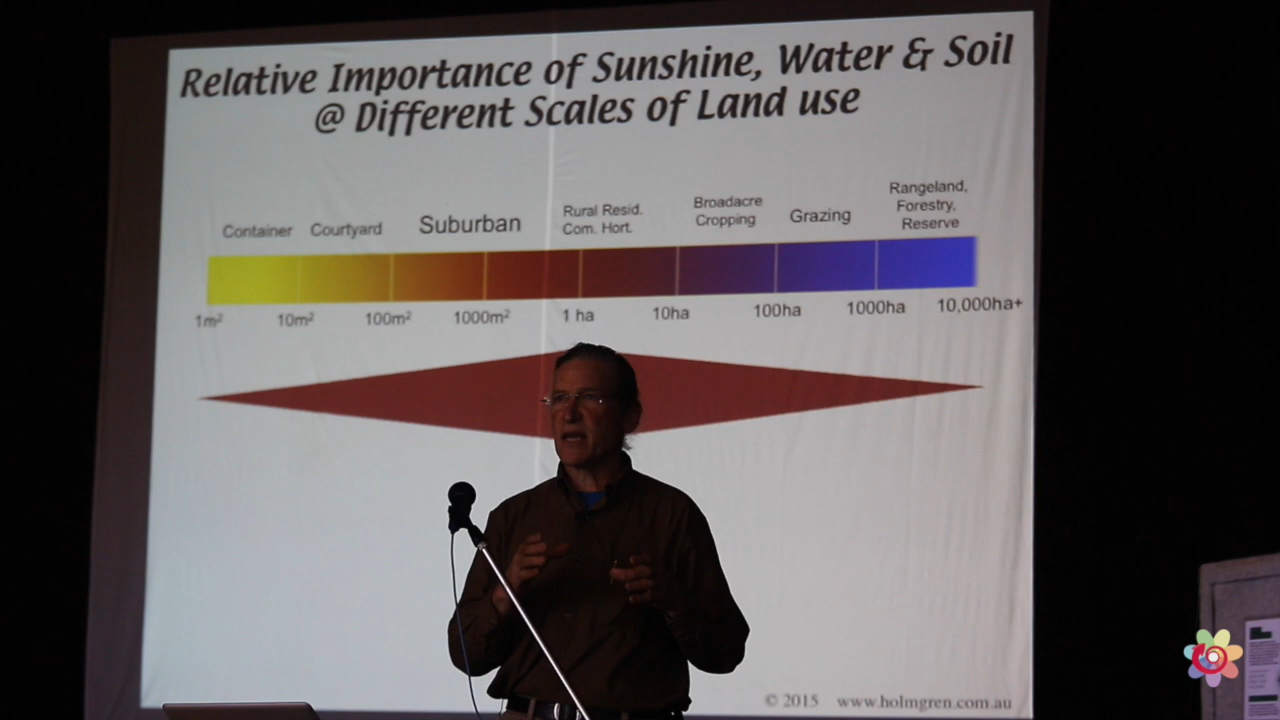 Relative Importance of Sunshine, Water & Soil
@ Different Scales of Land use
Container
Courtyard
Suburban
Rural Resid.
Com. Hort.
Broadacre
Cropping
Grazing
Rangeland,
Forestry,
Reserve
1m²
10m²
100m²
1000m²
1 ha
10ha
100ha
1000ha
10,000ha+
© 2015 www.holmgren.com.au